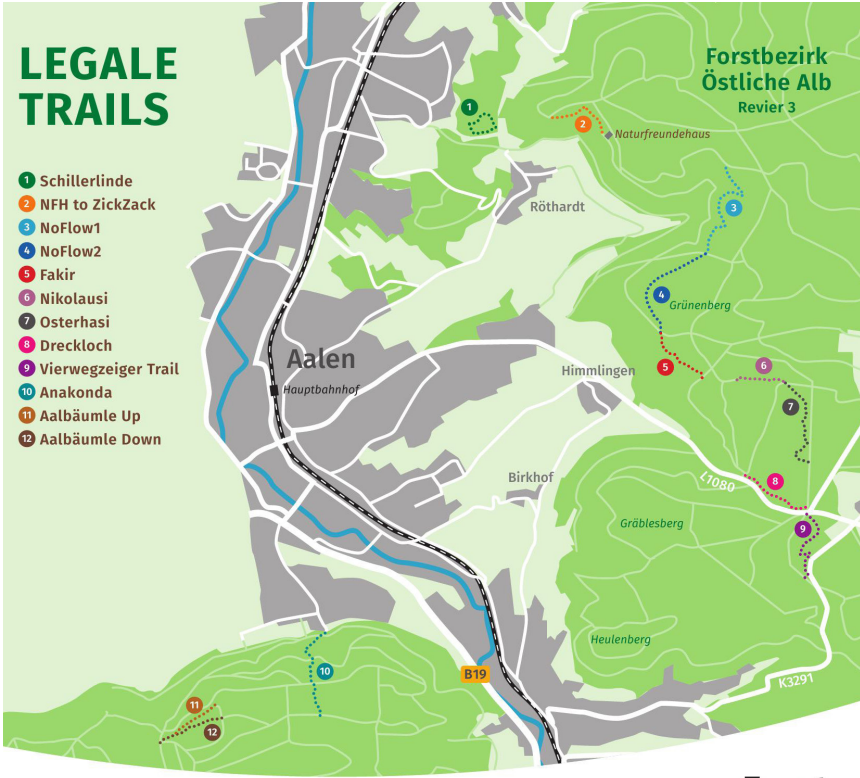 LEGALE
TRAILS
Forstbezirk
Östliche Alb
Revier 3
1 Schillerlinde
2 NFH to ZickZack
3 NoFlow1
4 NoFlow2
5 Fakir
6 Nikolausi
7 Osterhasi
8 Dreckloch
9 Vierwegzeiger Trail
10 Anakonda
11 Aalbäumle Up
12 Aalbäumle Down
1
2
Naturfreundehaus
Röthardt
3
4
Grünenberg
Aalen
Hauptbahnhof
Himmlingen
5
6
7
Birkhof
L1080
8
Gräblesberg
9
Heulenberg
B19
K3291
10
11
12